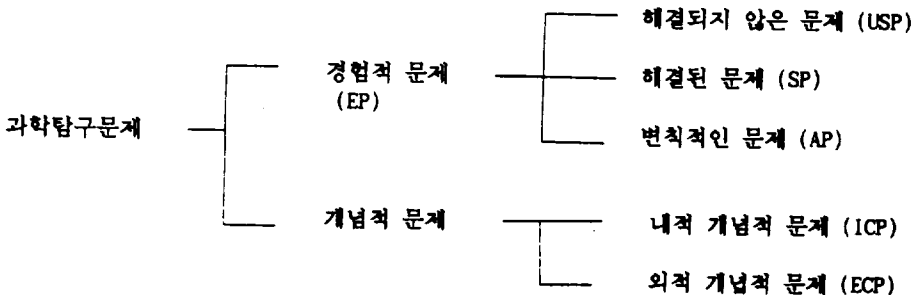 해결되지 않은 문제 (USP)
경험적 문제
(EP)
해결된 문제 (SP)
과학탐구문제
변칙적인 문제 (AP)
개념적 문제
내적 개념적 문제 (ICP)
외적 개념적 문제 (ECP)